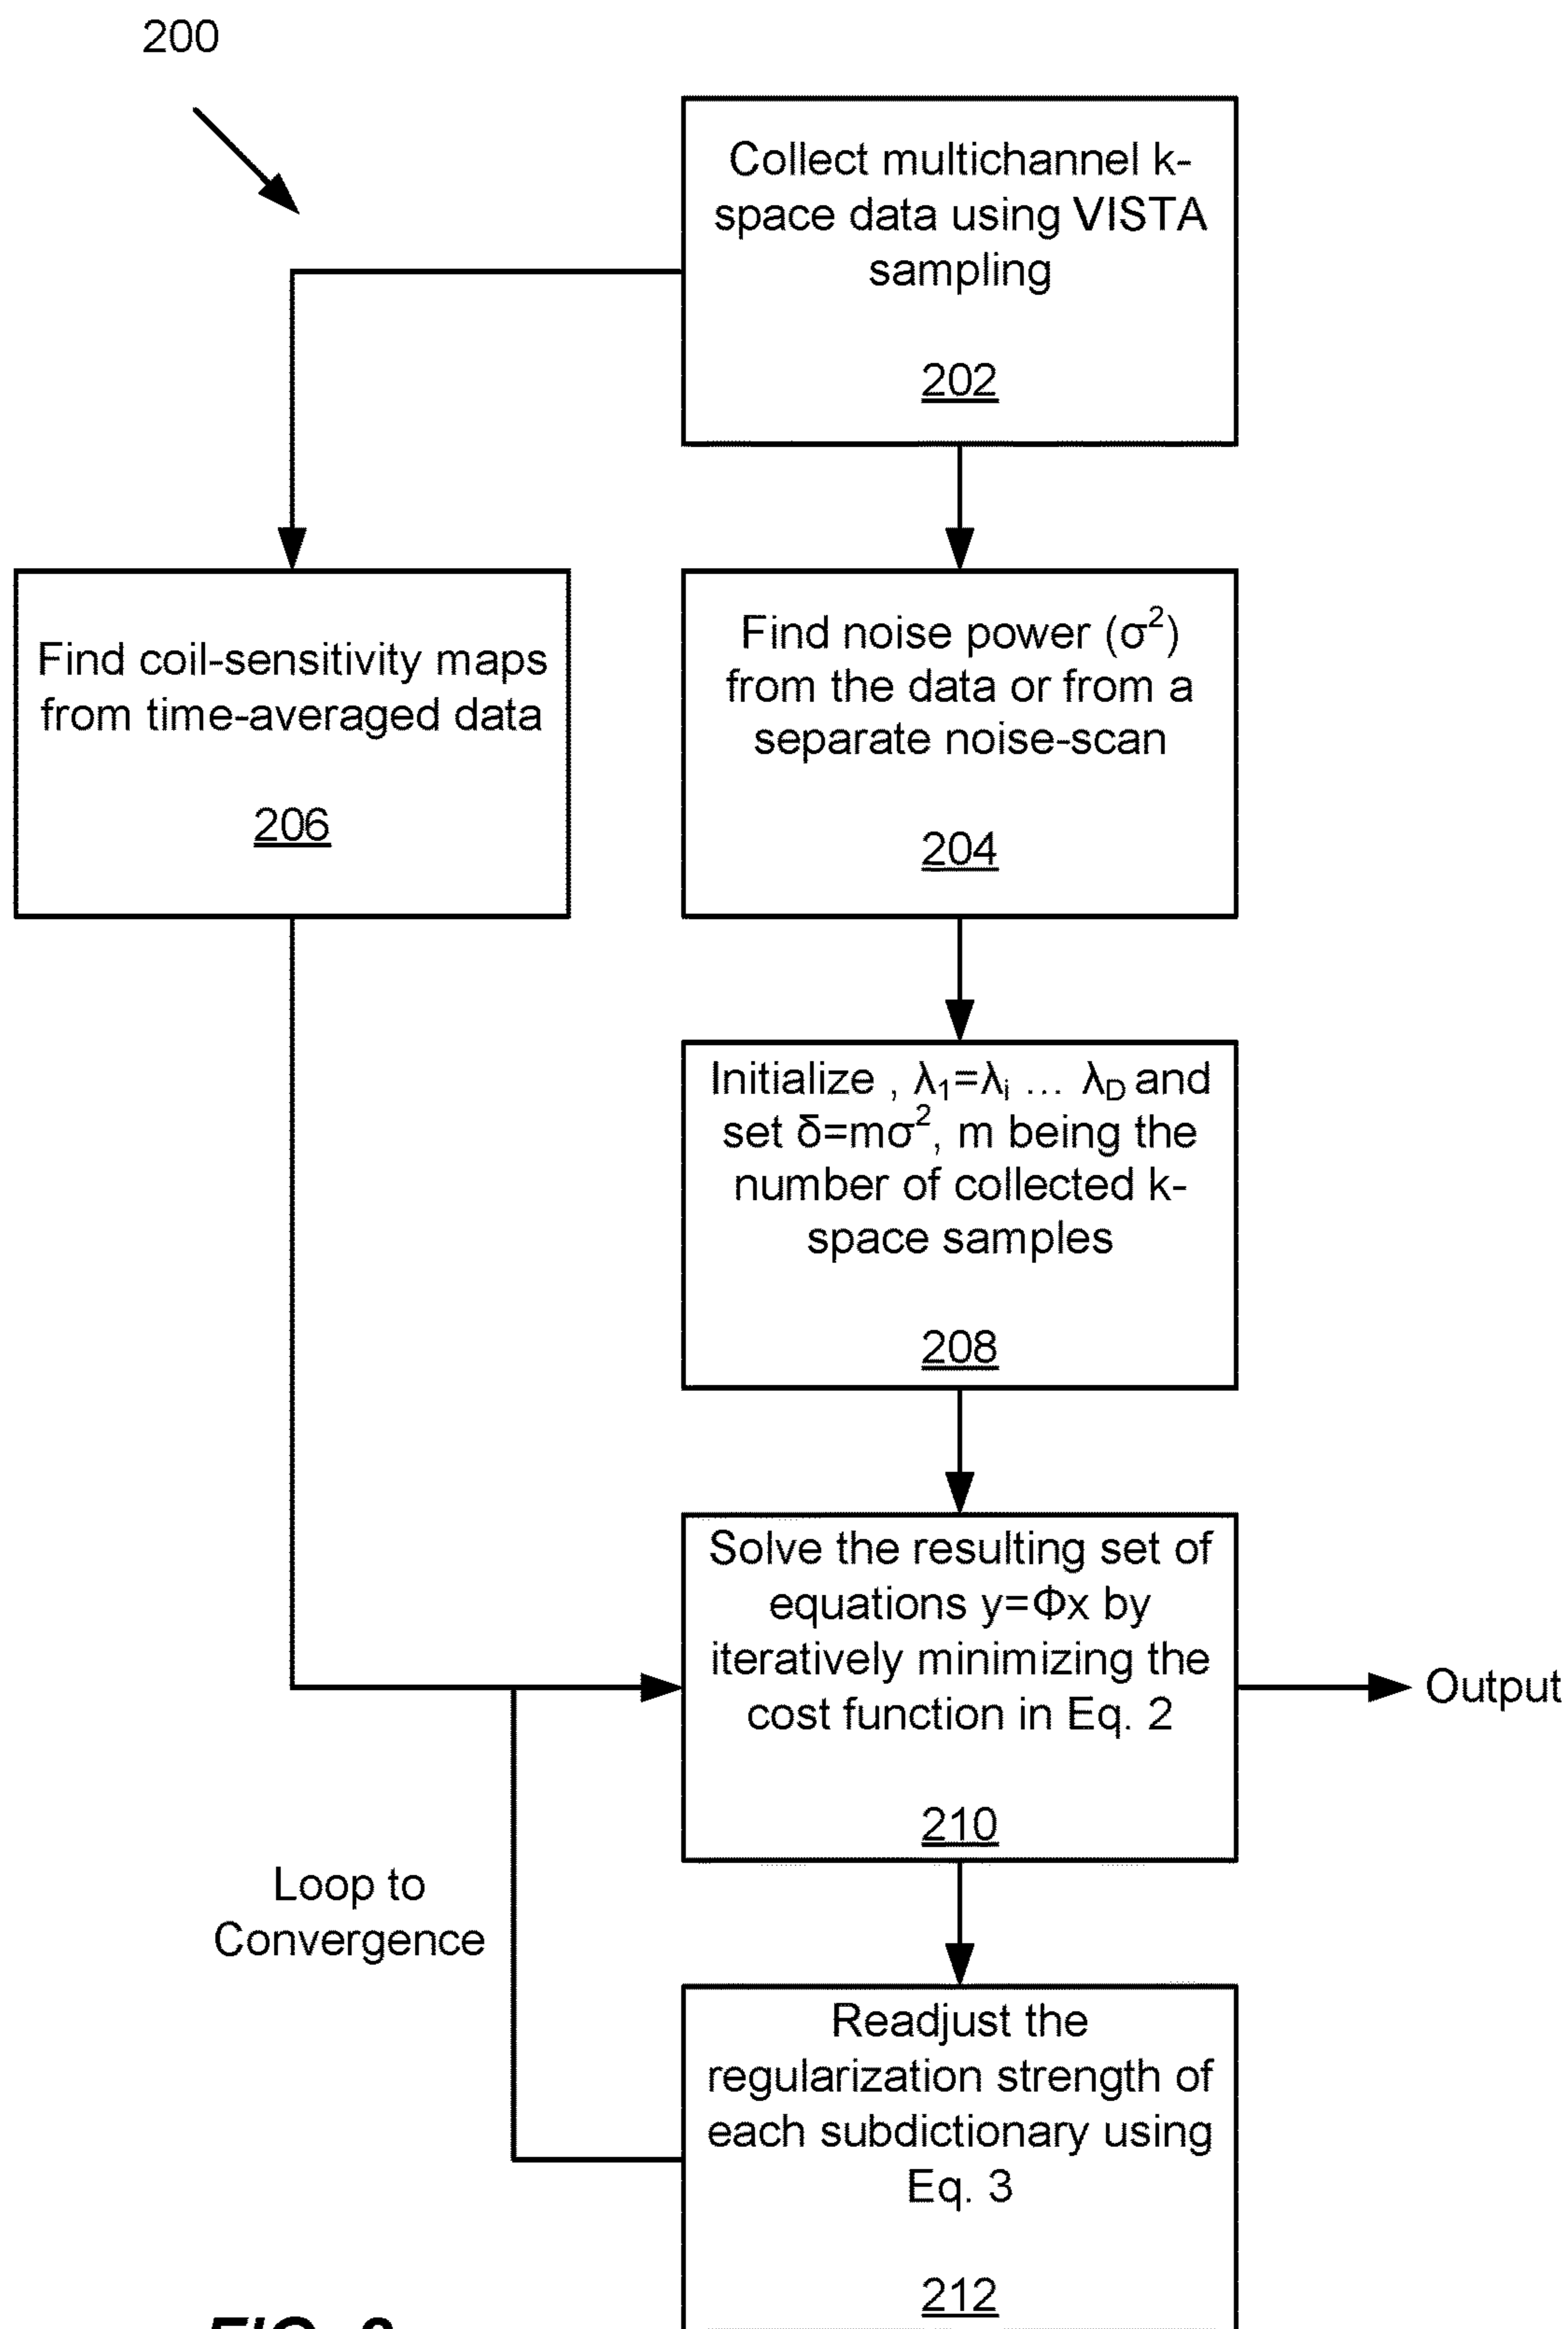 200
Collect multichannel k-
space data using VISTA
sampling
202
Find coil-sensitivity maps
from time-averaged data
206
Find noise power (σ²)
from the data or from a
separate noise-scan
204
Initialize , λ₁=λᵢ ... λ_D and
set δ=mσ², m being the
number of collected k-
space samples
208
Solve the resulting set of
equations y=Φx by
iteratively minimizing the
cost function in Eq. 2
210
Output
Loop to
Convergence
Readjust the
regularization strength of
each subdictionary using
Eq. 3
212